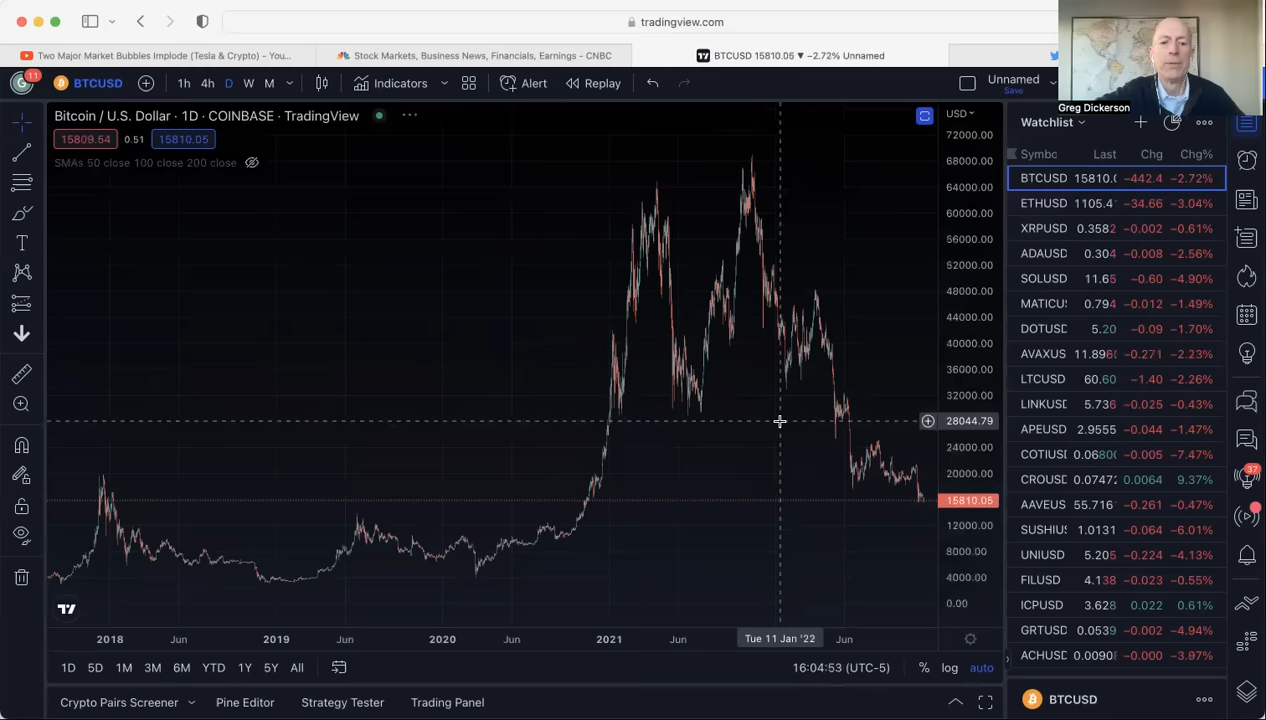 tradingview.com
Two Major Market Bubbles Implode (Tesla & Crypto) – You...
Stock Markets, Business News, Financials, Earnings - CNBC
BTCUSD 15810.05 ▼ −2.72% Unnamed
Greg Dickerson
11
BTCUSD
1h 4h D W M
Indicators
Alert
Replay
Unnamed
Save
Bitcoin / U.S. Dollar · 1D · COINBASE · TradingView
15809.54 0.51 15810.05
SMAs 50 close 100 close 200 close
USD
72000.00
68000.00
64000.00
60000.00
56000.00
52000.00
48000.00
44000.00
40000.00
36000.00
32000.00
28044.79
24000.00
20000.00
15810.05
12000.00
8000.00
4000.00
0.00
2018 Jun 2019 Jun 2020 Jun 2021 Jun Tue 11 Jan '22 Jun
1D 5D 1M 3M 6M YTD 1Y 5Y All
16:04:53 (UTC-5) % log auto
Crypto Pairs Screener Pine Editor Strategy Tester Trading Panel
Watchlist
Symbc Last Chg Chg%
BTCUSD 15810.0 −442.4 −2.72%
ETHUSD 1105.4 −34.66 −3.04%
XRPUSD 0.3582 −0.002 −0.61%
ADAUSD 0.304 −0.008 −2.56%
SOLUSD 11.65 −0.60 −4.90%
MATICUS 0.794 −0.012 −1.49%
DOTUSD 5.20 −0.09 −1.70%
AVAXUS 11.896 −0.271 −2.23%
LTCUSD 60.60 −1.40 −2.26%
LINKUSD 5.736 −0.025 −0.43%
APEUSD 2.9555 −0.044 −1.47%
COTIUSD 0.06800 −0.005 −7.47%
CROUSD 0.07472 0.0064 9.37%
AAVEUS 55.716 −0.261 −0.47%
SUSHIUS 1.0131 −0.064 −6.01%
UNIUSD 5.205 −0.224 −4.13%
FILUSD 4.138 −0.023 −0.55%
ICPUSD 3.628 0.022 0.61%
GRTUSD 0.0539 −0.002 −4.94%
ACHUSD 0.00908 −0.000 −3.97%
BTCUSD
37